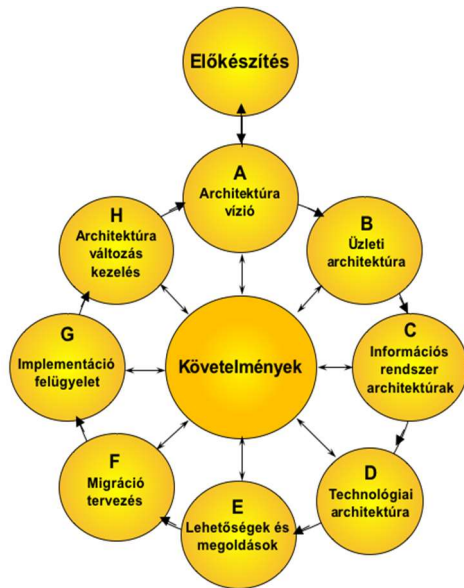 Előkészítés
A
Architektúra
vízió
B
Üzleti
architektúra
C
Információs
rendszer
architektúrak
D
Technológiai
architektúra
E
Lehetőségek és
megoldások
F
Migráció
tervezés
G
Implementáció
felügyelet
H
Architektúra
változás
kezelés
Követelmények